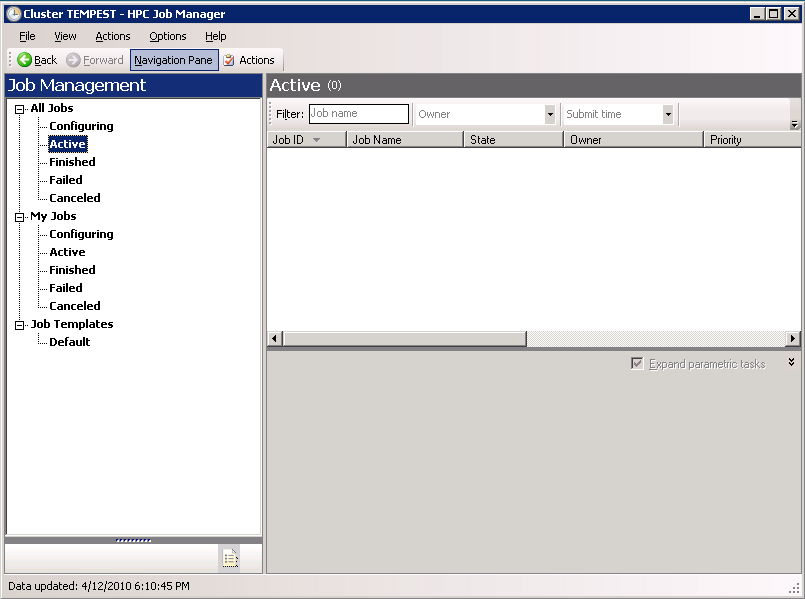 Cluster TEMPEST - HPC Job Manager
File View Actions Options Help
Back Forward Navigation Pane Actions
Job Management
All Jobs
Configuring
Active
Finished
Failed
Canceled
My Jobs
Configuring
Active
Finished
Failed
Canceled
Job Templates
Default
Active (0)
Filter: Job name Owner Submit time
Job ID Job Name State Owner Priority
Expand parametric tasks
Data updated: 4/12/2010 6:10:45 PM